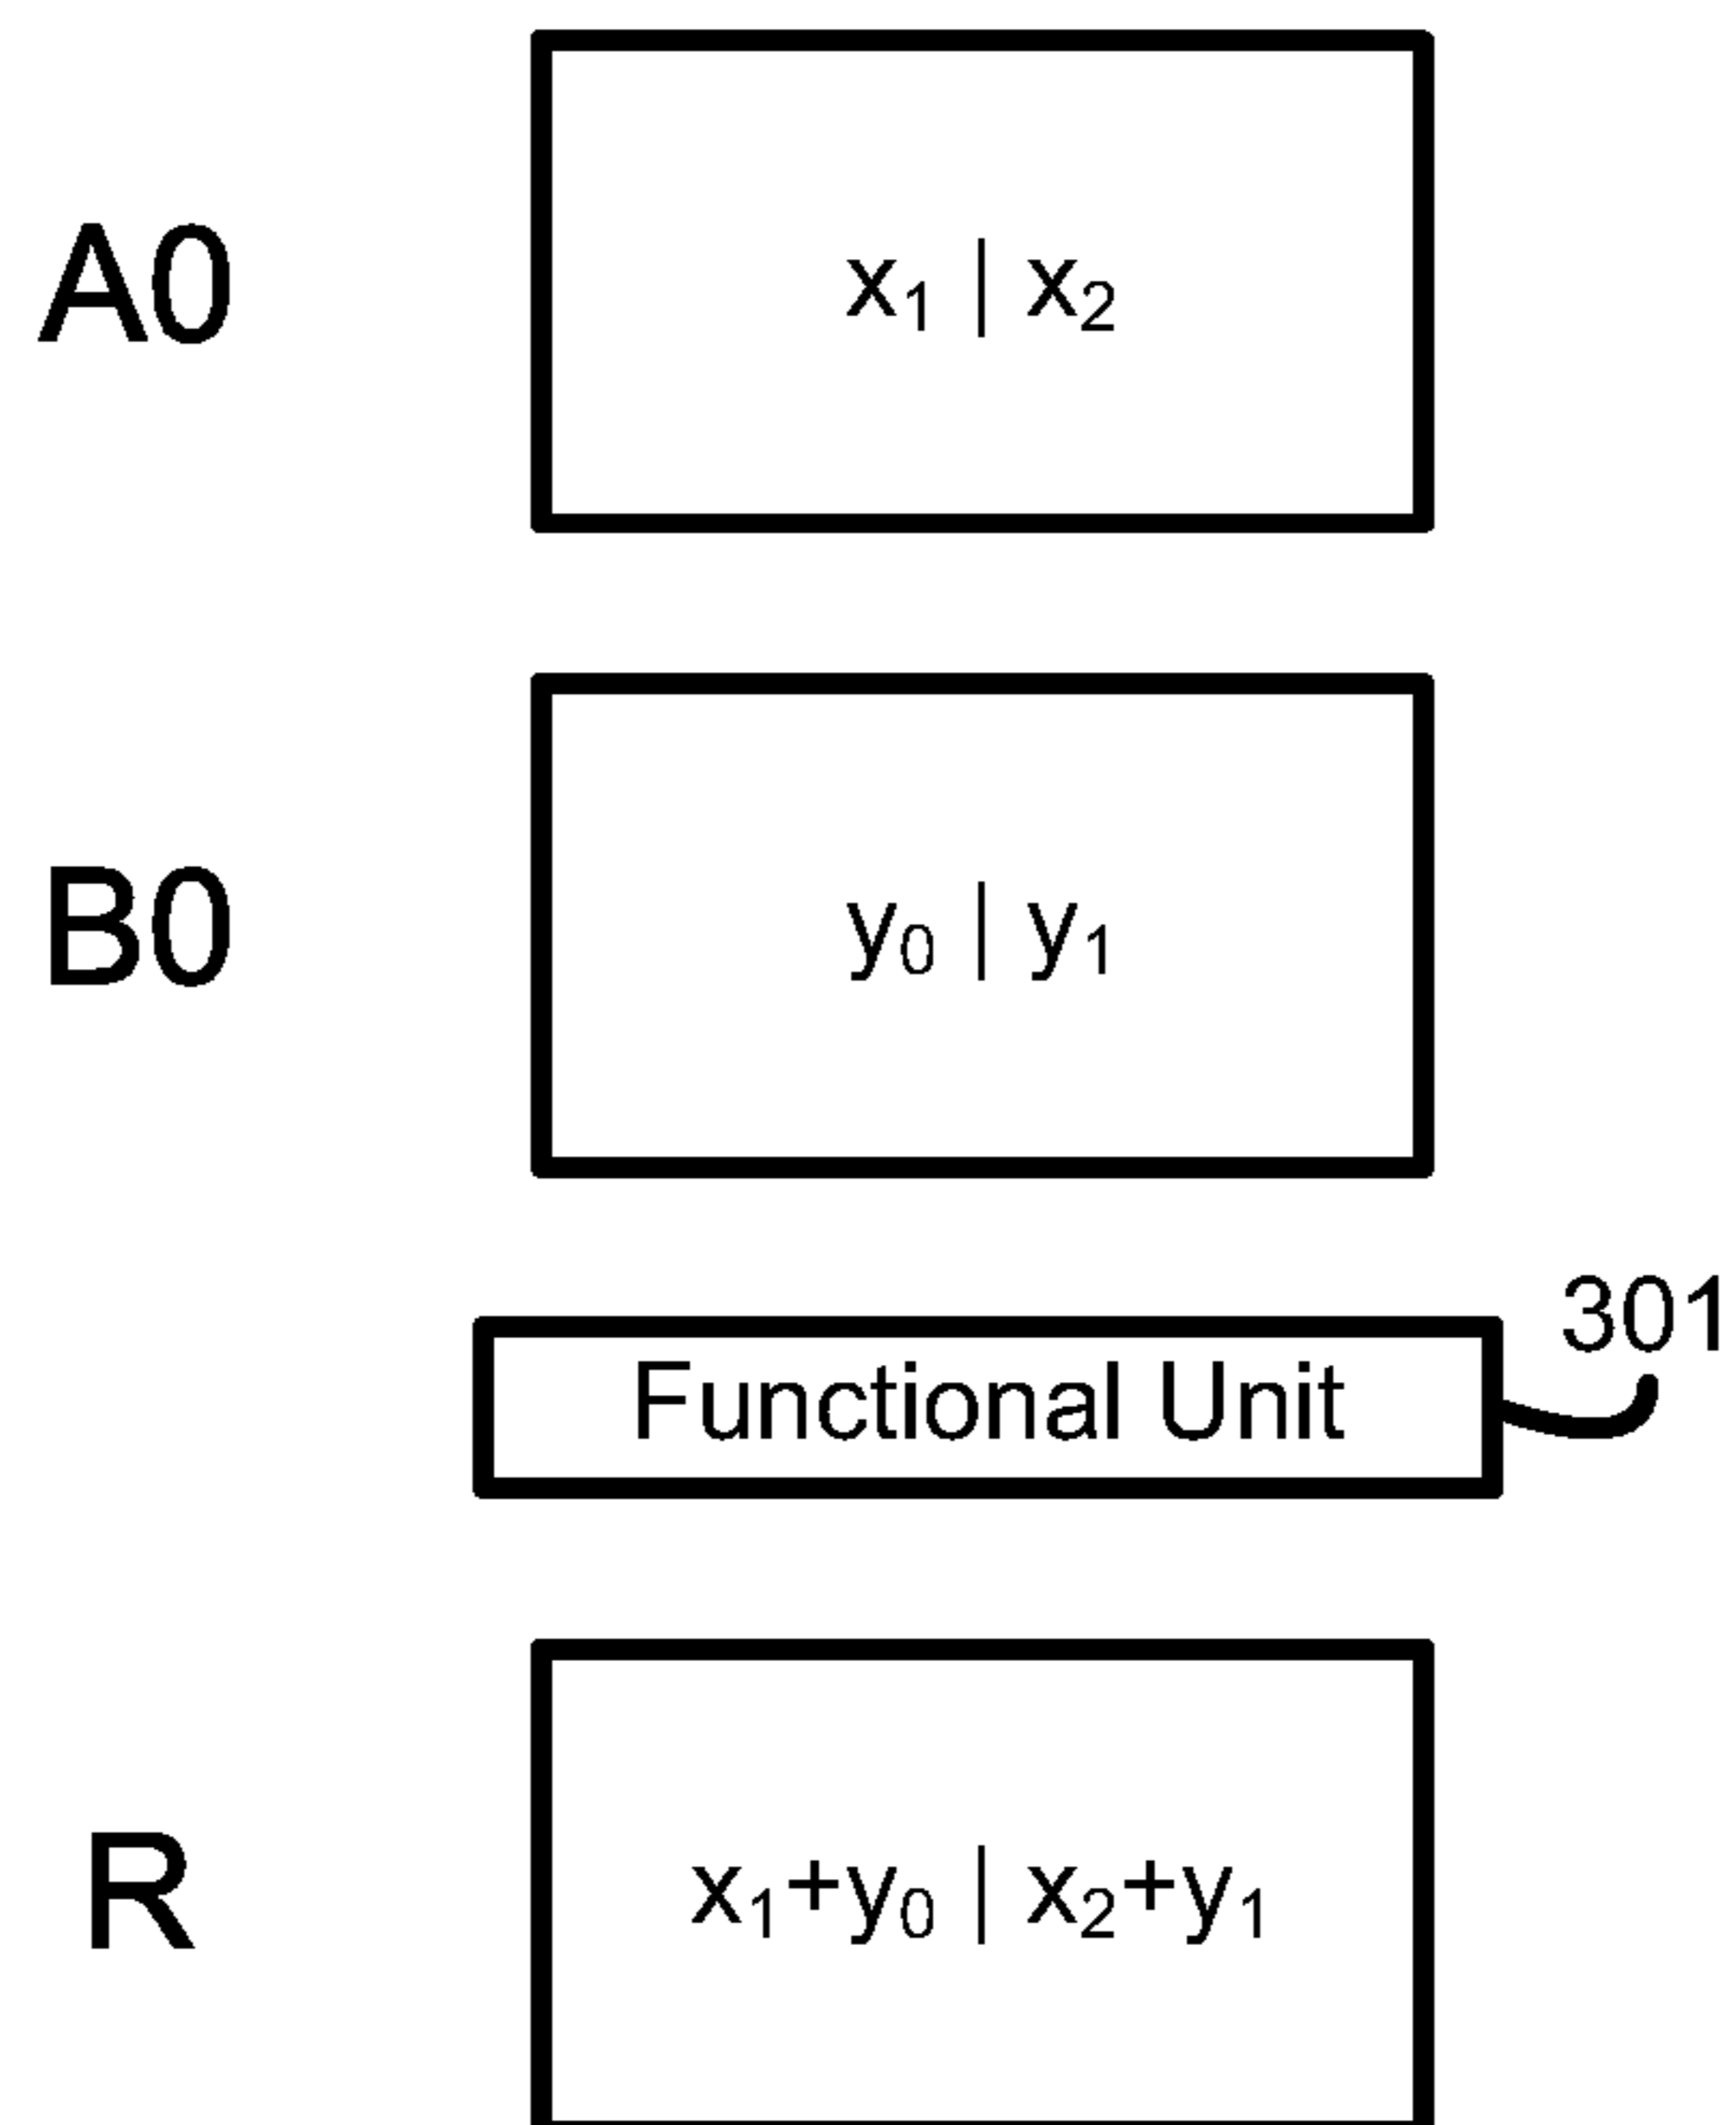 A0
x₁ | x₂
B0
y₀ | y₁
301
Functional Unit
R
x₁+y₀ | x₂+y₁